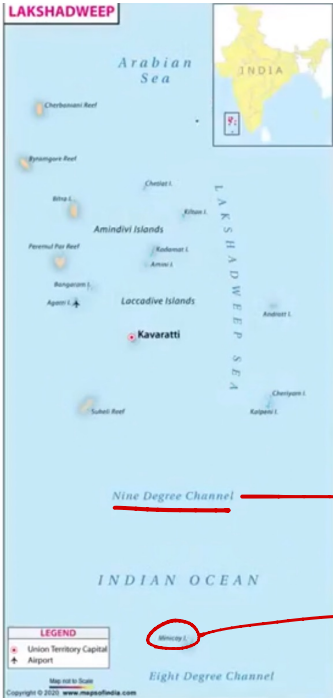 LAKSHADWEEP
Arabian
Sea
INDIA
Cherbaniani Reef
Byramgore Reef
Chetlat I.
Bitra I.
Kiltan I.
Amindivi Islands
Peremul Par Reef
Kadamat I.
Amini I.
Bangaram I.
Agatti I.
Laccadive Islands
Andrott I.
LAKSHADWEEP SEA
Kavaratti
Cheriyam I.
Suheli Reef
Kalpeni I.
Nine Degree Channel
INDIAN OCEAN
LEGEND
Union Territory Capital
Airport
Minicoy I.
Map not to Scale
Eight Degree Channel
Copyright © 2020 www.mapsofindia.com